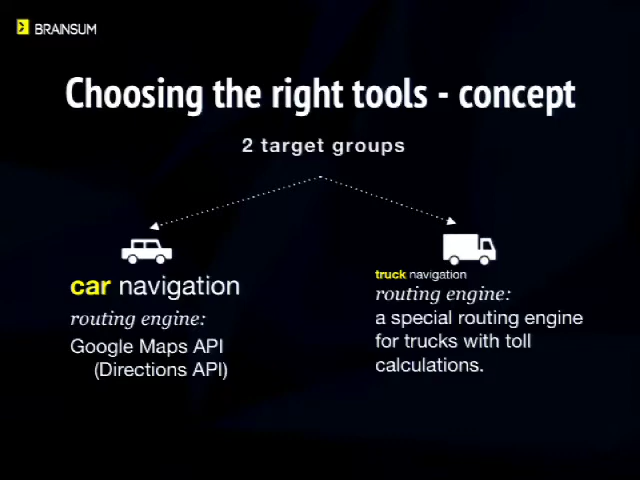 BRAINSUM
Choosing the right tools - concept
2 target groups
car navigation
routing engine:
Google Maps API
(Directions API)
truck navigation
routing engine:
a special routing engine
for trucks with toll
calculations.